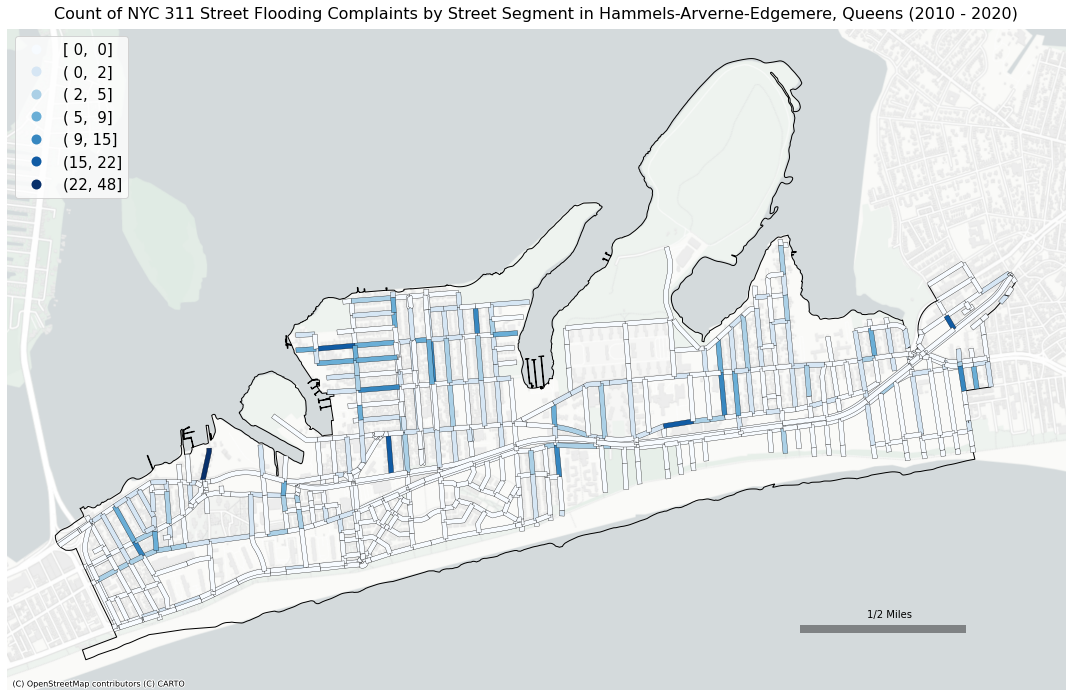 Count of NYC 311 Street Flooding Complaints by Street Segment in Hammels-Arverne-Edgemere, Queens (2010 - 2020)
[ 0,  0]
( 0,  2]
( 2,  5]
( 5,  9]
( 9, 15]
(15, 22]
(22, 48]
1/2 Miles
(C) OpenStreetMap contributors (C) CARTO